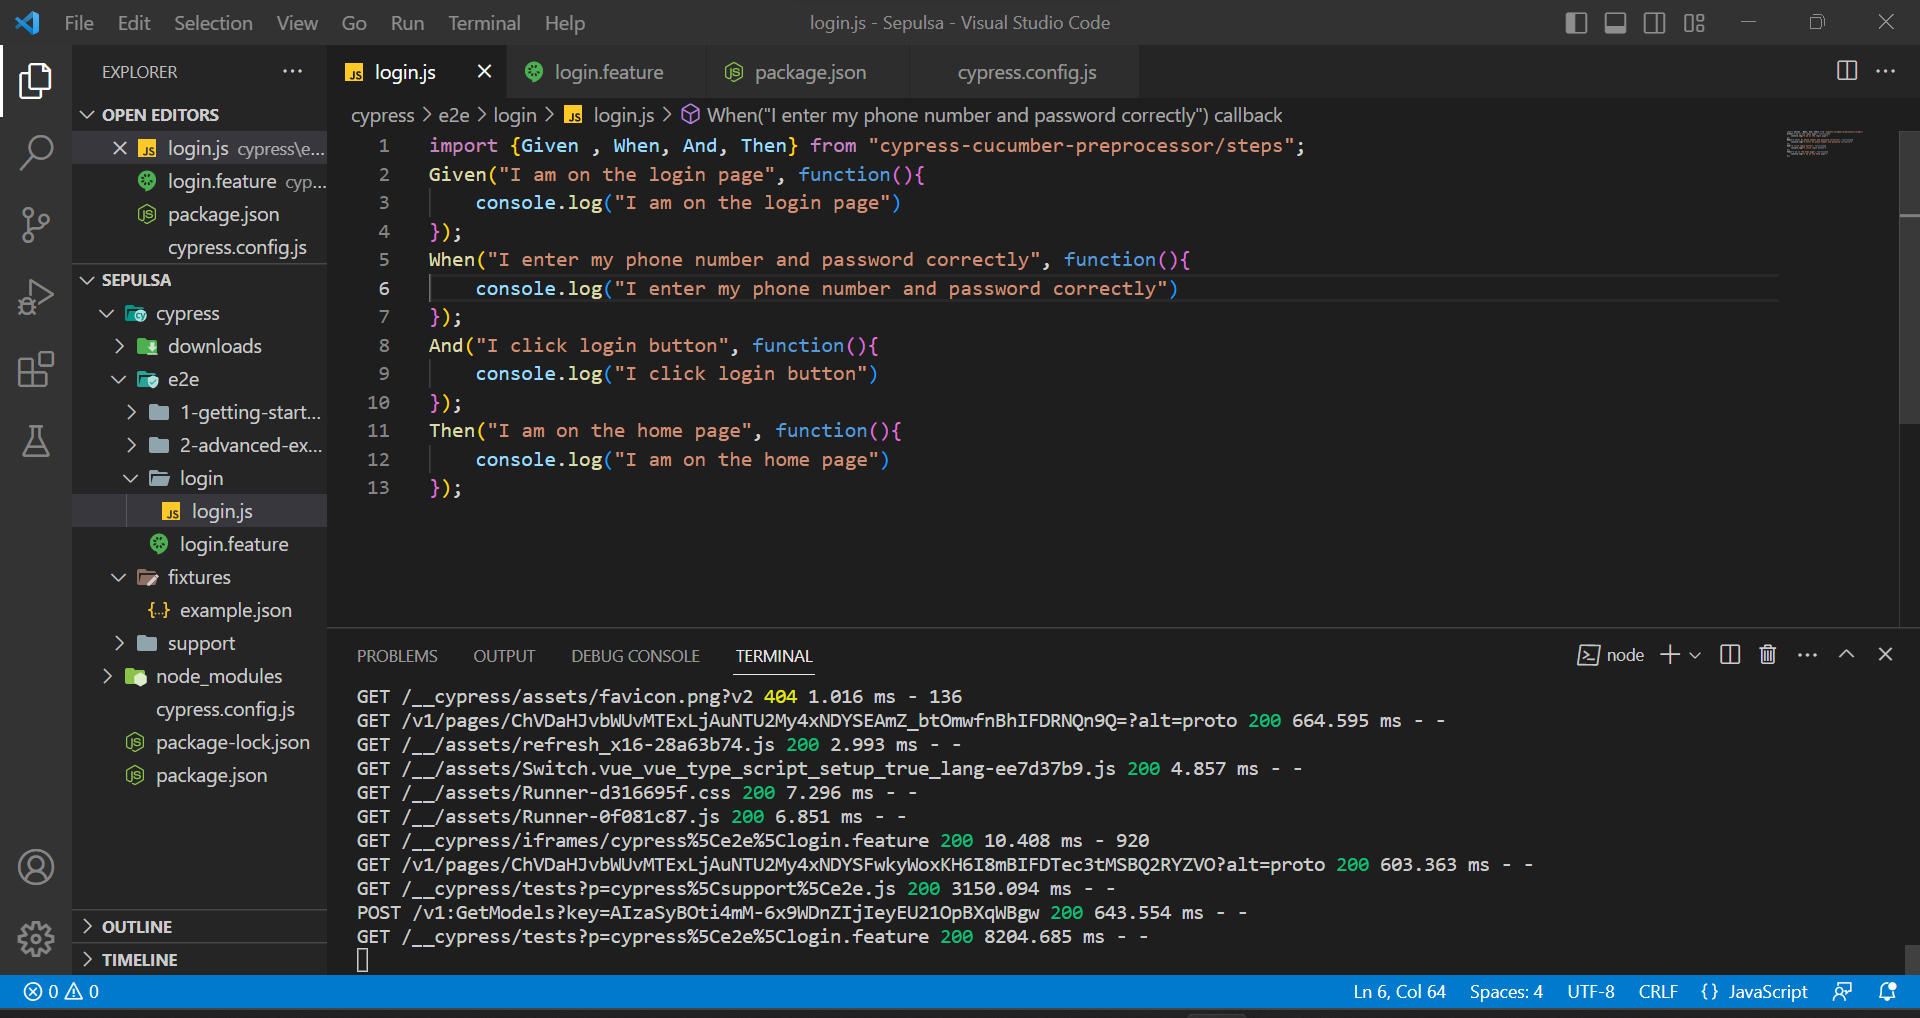 File Edit Selection View Go Run Terminal Help
login.js - Sepulsa - Visual Studio Code
EXPLORER
OPEN EDITORS
login.js cypress\e...
login.feature cyp...
package.json
cypress.config.js
SEPULSA
cypress
downloads
e2e
1-getting-start...
2-advanced-ex...
login
login.js
login.feature
fixtures
example.json
support
node_modules
cypress.config.js
package-lock.json
package.json
OUTLINE
TIMELINE
login.js login.feature package.json cypress.config.js
cypress > e2e > login > login.js > When("I enter my phone number and password correctly") callback
1 import {Given , When, And, Then} from "cypress-cucumber-preprocessor/steps";
2 Given("I am on the login page", function(){
3 console.log("I am on the login page")
4 });
5 When("I enter my phone number and password correctly", function(){
6 console.log("I enter my phone number and password correctly")
7 });
8 And("I click login button", function(){
9 console.log("I click login button")
10 });
11 Then("I am on the home page", function(){
12 console.log("I am on the home page")
13 });
PROBLEMS OUTPUT DEBUG CONSOLE TERMINAL
node
GET /__cypress/assets/favicon.png?v2 404 1.016 ms - 136
GET /v1/pages/ChVDaHJvbWUvMTExLjAuNTU2My4xNDYSEAmZ_btOmwfnBhIFDRNQn9Q=?alt=proto 200 664.595 ms - -
GET /__/assets/refresh_x16-28a63b74.js 200 2.993 ms - -
GET /__/assets/Switch.vue_vue_type_script_setup_true_lang-ee7d37b9.js 200 4.857 ms - -
GET /__/assets/Runner-d316695f.css 200 7.296 ms - -
GET /__/assets/Runner-0f081c87.js 200 6.851 ms - -
GET /__cypress/iframes/cypress%5Ce2e%5Clogin.feature 200 10.408 ms - 920
GET /v1/pages/ChVDaHJvbWUvMTExLjAuNTU2My4xNDYSFwkyWoxKH6I8mBIFDTec3tMSBQ2RYZVO?alt=proto 200 603.363 ms - -
GET /__cypress/tests?p=cypress%5Csupport%5Ce2e.js 200 3150.094 ms - -
POST /v1:GetModels?key=AIzaSyBOti4mM-6x9WDnZIjIeyEU21OpBXqWBgw 200 643.554 ms - -
GET /__cypress/tests?p=cypress%5Ce2e%5Clogin.feature 200 8204.685 ms - -
0 0
Ln 6, Col 64 Spaces: 4 UTF-8 CRLF {} JavaScript